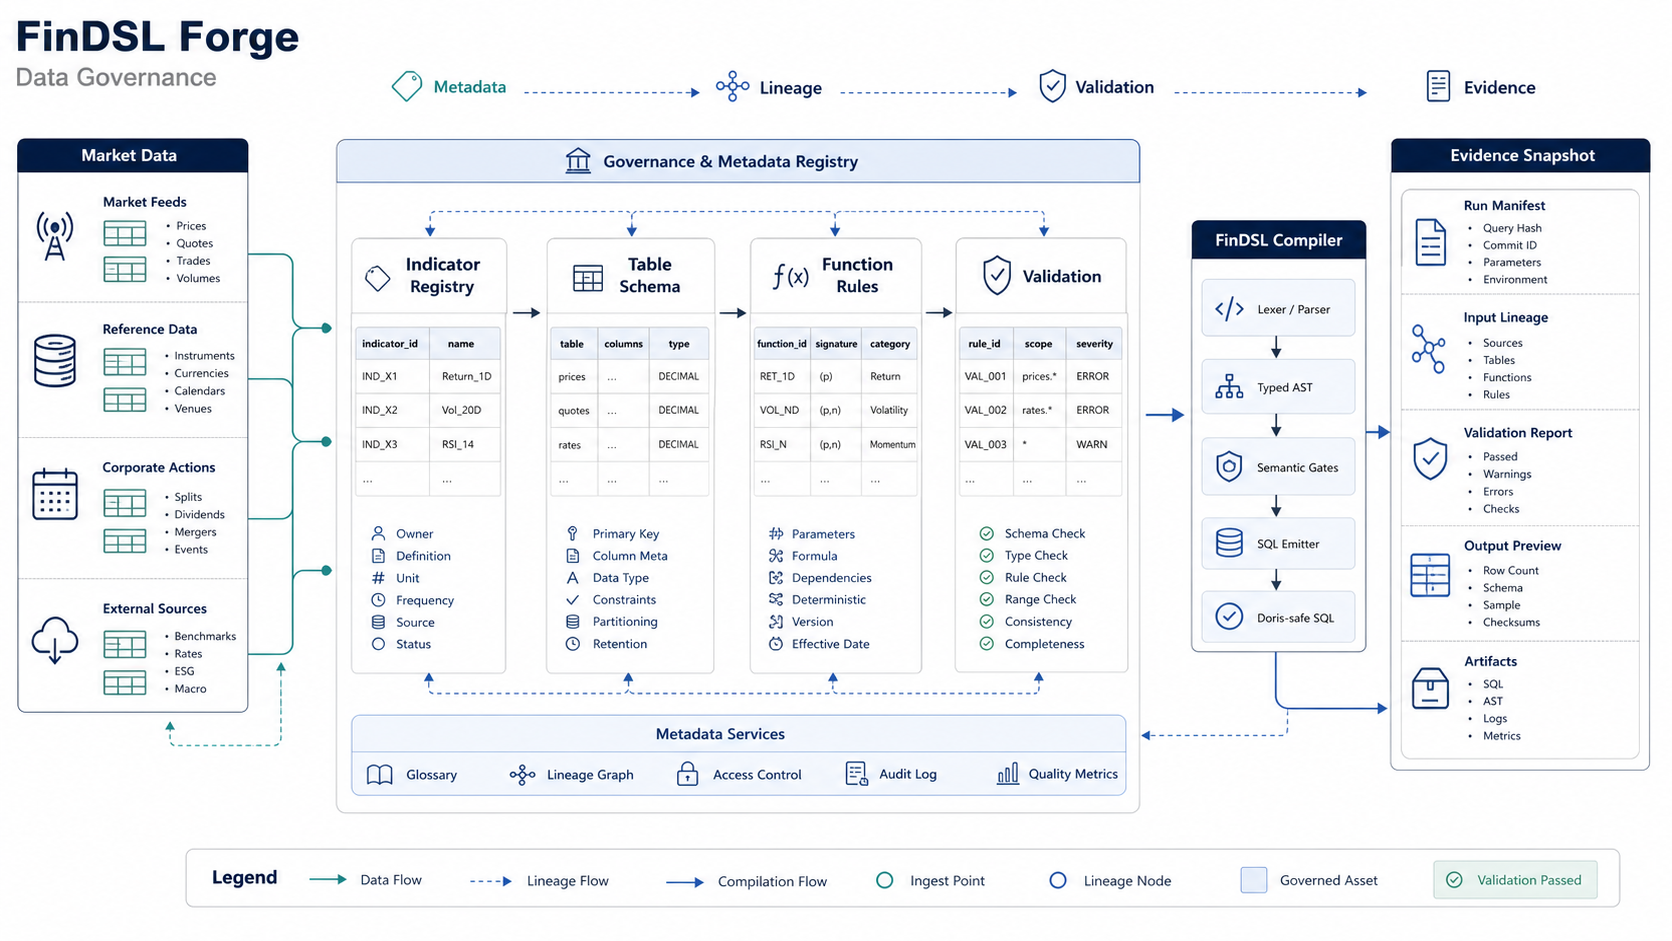 FinDSL Forge
Data Governance
Metadata
Lineage
Validation
Evidence
Market Data
Market Feeds
• Prices
• Quotes
• Trades
• Volumes
Reference Data
• Instruments
• Currencies
• Calendars
• Venues
Corporate Actions
• Splits
• Dividends
• Mergers
• Events
External Sources
• Benchmarks
• Rates
• ESG
• Macro
Governance & Metadata Registry
Indicator
Registry
indicator_id name
IND_X1 Return_1D
IND_X2 Vol_20D
IND_X3 RSI_14
... ...
Owner
Definition
# Unit
Frequency
Source
Status
Table
Schema
table columns type
prices ... DECIMAL
quotes ... DECIMAL
rates ... DECIMAL
... ... ...
Primary Key
Column Meta
A Data Type
Constraints
Partitioning
Retention
f(x) Function
Rules
function_id signature category
RET_1D (p) Return
VOL_ND (p,n) Volatility
RSI_N (p,n) Momentum
... ... ...
Parameters
Formula
Dependencies
Deterministic
Version
Effective Date
Validation
rule_id scope severity
VAL_001 prices.* ERROR
VAL_002 rates.* ERROR
VAL_003 * WARN
... ... ...
Schema Check
Type Check
Rule Check
Range Check
Consistency
Completeness
Metadata Services
Glossary
Lineage Graph
Access Control
Audit Log
Quality Metrics
FinDSL Compiler
</> Lexer / Parser
Typed AST
Semantic Gates
SQL Emitter
Doris-safe SQL
Evidence Snapshot
Run Manifest
• Query Hash
• Commit ID
• Parameters
• Environment
Input Lineage
• Sources
• Tables
• Functions
• Rules
Validation Report
• Passed
• Warnings
• Errors
• Checks
Output Preview
• Row Count
• Schema
• Sample
• Checksums
Artifacts
• SQL
• AST
• Logs
• Metrics
Legend
Data Flow
Lineage Flow
Compilation Flow
Ingest Point
Lineage Node
Governed Asset
Validation Passed